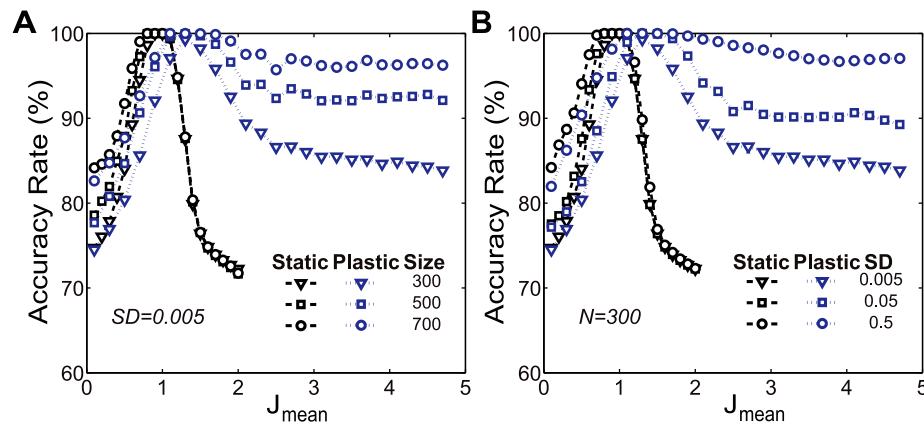 A
B
Accuracy Rate (%)
100
90
80
70
60
Static Plastic Size
300
500
700
SD=0.005
0 1 2 3 4 5
J mean
Accuracy Rate (%)
100
90
80
70
60
Static Plastic SD
0.005
0.05
0.5
N=300
0 1 2 3 4 5
J mean